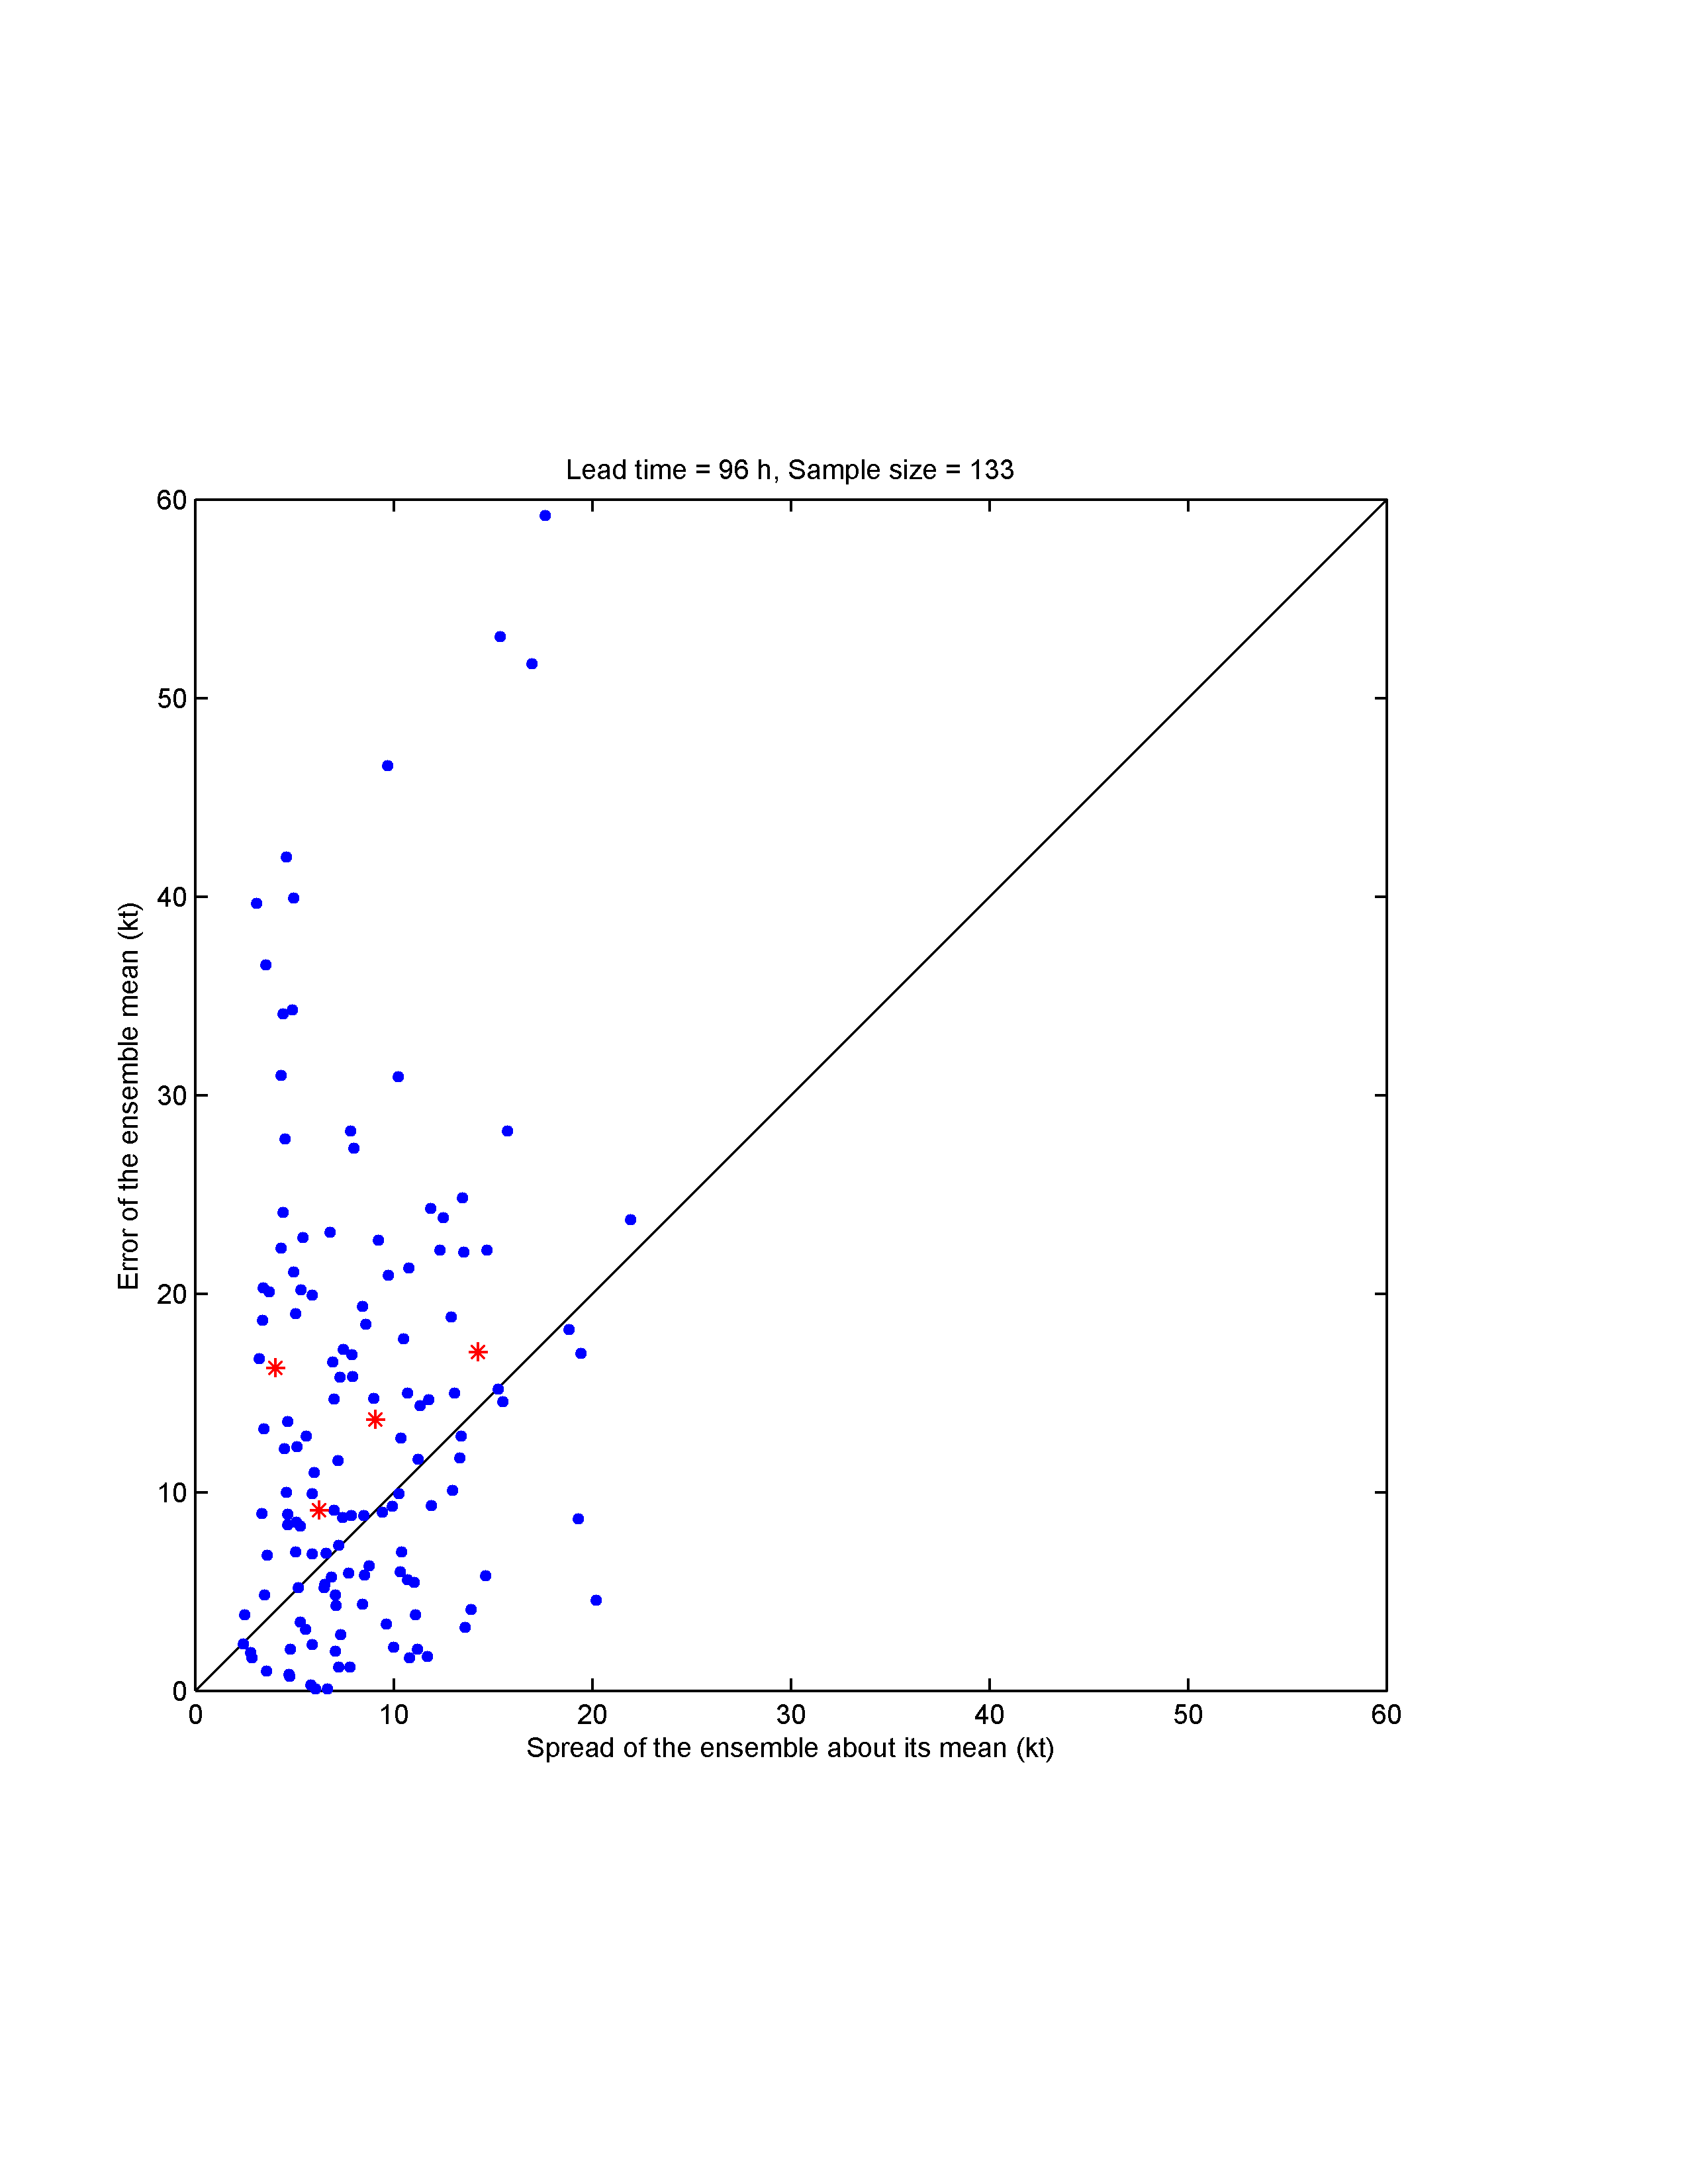 Lead time = 96 h, Sample size = 133
60
50
40
30
20
10
0
Error of the ensemble mean (kt)
0 10 20 30 40 50 60
Spread of the ensemble about its mean (kt)